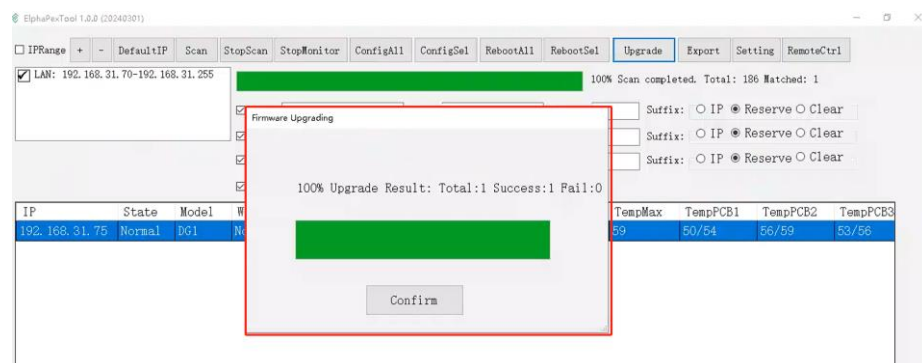 ElphaPexTool 1.0.0 (20240301)
IPRange + - DefaultIP Scan StopScan StopMonitor ConfigAll ConfigSel RebootAll RebootSel Upgrade Export Setting RemoteCtrl
LAN: 192.168.31.70-192.168.31.255
100% Scan completed. Total: 186 Matched: 1
Suffix: IP Reserve Clear
Firmware Upgrading
Suffix: IP Reserve Clear
Suffix: IP Reserve Clear
100% Upgrade Result: Total:1 Success:1 Fail:0
IP State Model TempMax TempPCB1 TempPCB2 TempPCB3
192.168.31.75 Normal DG1 59 50/54 56/59 53/56
Confirm